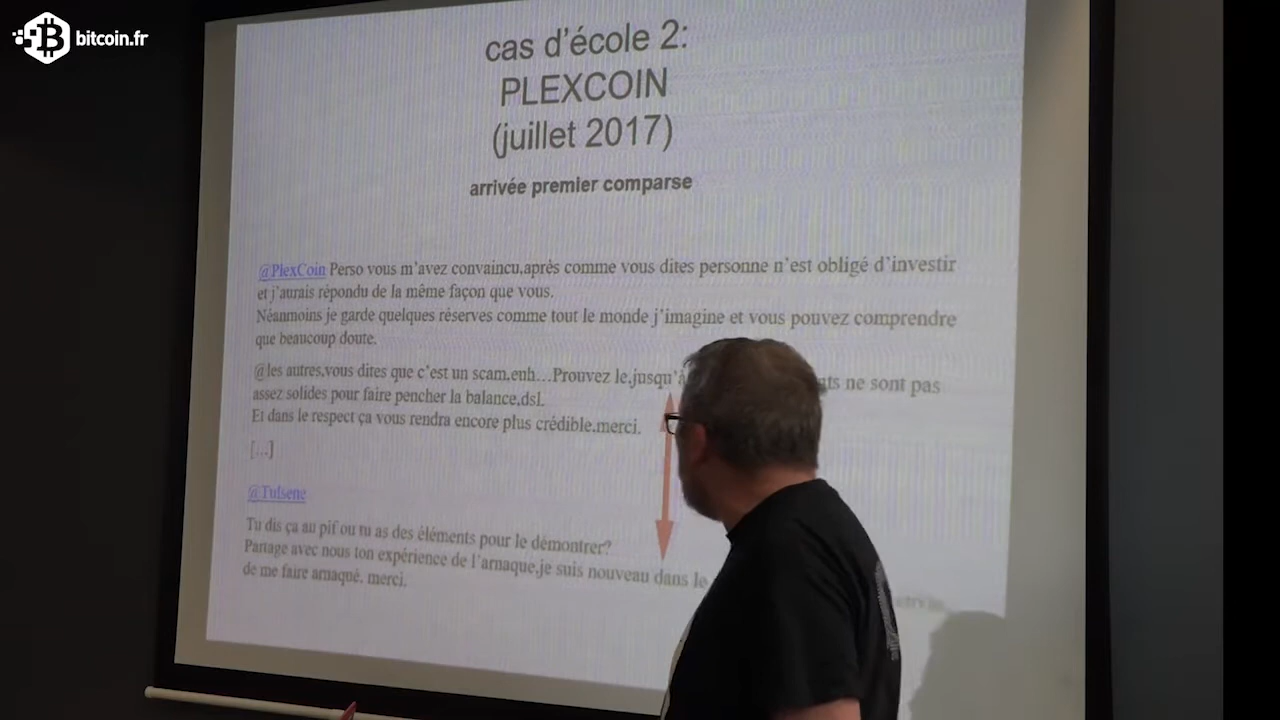 bitcoin.fr
cas d'école 2:
PLEXCOIN
(juillet 2017)
arrivée premier comparse
@PlexCoin Perso vous m'avez convaincu,après comme vous dites personne n'est obligé d'investir
et j'aurais répondu de la même façon que vous.
Néanmoins je garde quelques réserves comme tout le monde j'imagine et vous pouvez comprendre
que beaucoup doute.
@les autres,vous dites que c'est un scam,enh…Prouvez le,jusqu'à ne sont pas
assez solides pour faire pencher la balance,dsl.
Et dans le respect ça vous rendra encore plus crédible,merci.
[...]
@Tulsene
Tu dis ça au pif ou tu as des éléments pour le démontrer?
Partage avec nous ton expérience de l'arnaque,je suis nouveau dans le
de me faire arnaqué, merci.